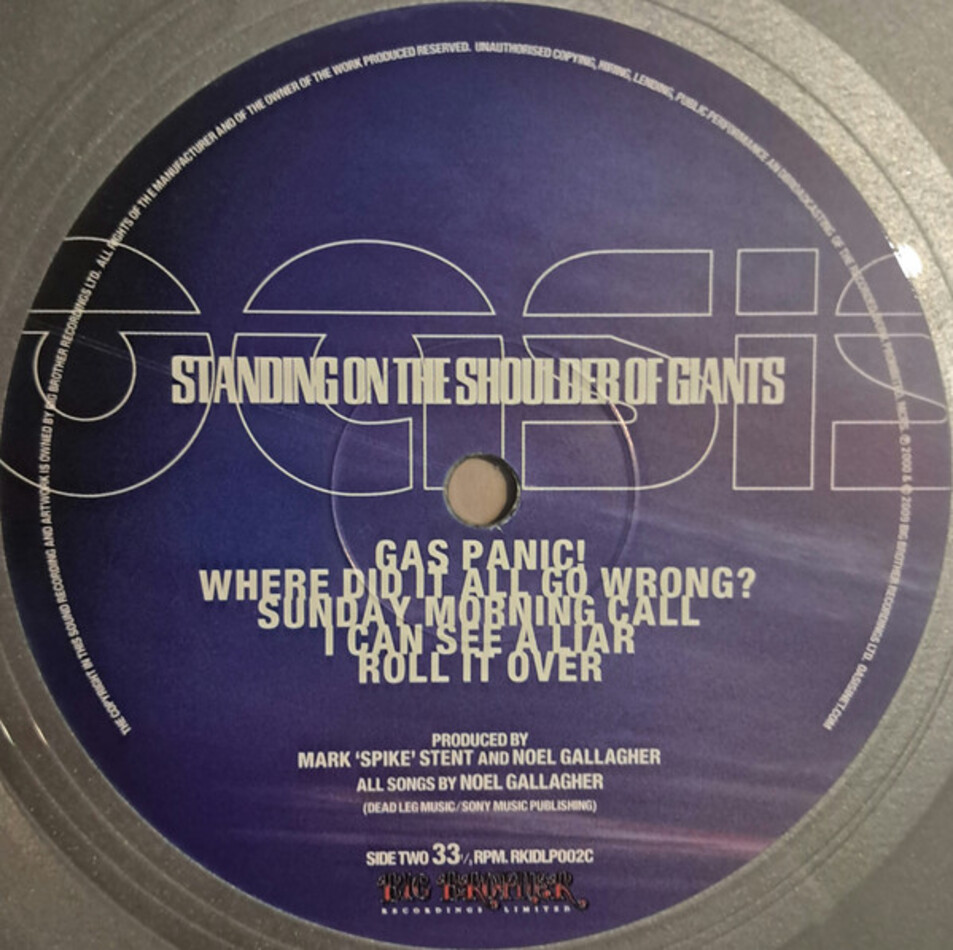 THE COPYRIGHT IN THIS SOUND RECORDING AND ARTWORK IS OWNED BY BIG BROTHER RECORDINGS LTD. ALL RIGHTS OF THE MANUFACTURER AND OF THE OWNER OF THE WORK PRODUCED RESERVED. UNAUTHORISED COPYING, HIRING, LENDING, PUBLIC PERFORMANCE AN BROADCASTING OF THE ℗ 2000 & © 2000 BIG BROTHER RECORDINGS LTD. OASISNET.COM
oasis
STANDING ON THE SHOULDER OF GIANTS
GAS PANIC!
WHERE DID IT ALL GO WRONG?
SUNDAY MORNING CALL
I CAN SEE A LIAR
ROLL IT OVER
PRODUCED BY
MARK ‘SPIKE’ STENT AND NOEL GALLAGHER
ALL SONGS BY NOEL GALLAGHER
(DEAD LEG MUSIC/SONY MUSIC PUBLISHING)
SIDE TWO 33⅓ RPM. RKIDLP002C
BIG BROTHER
RECORDINGS LIMITED